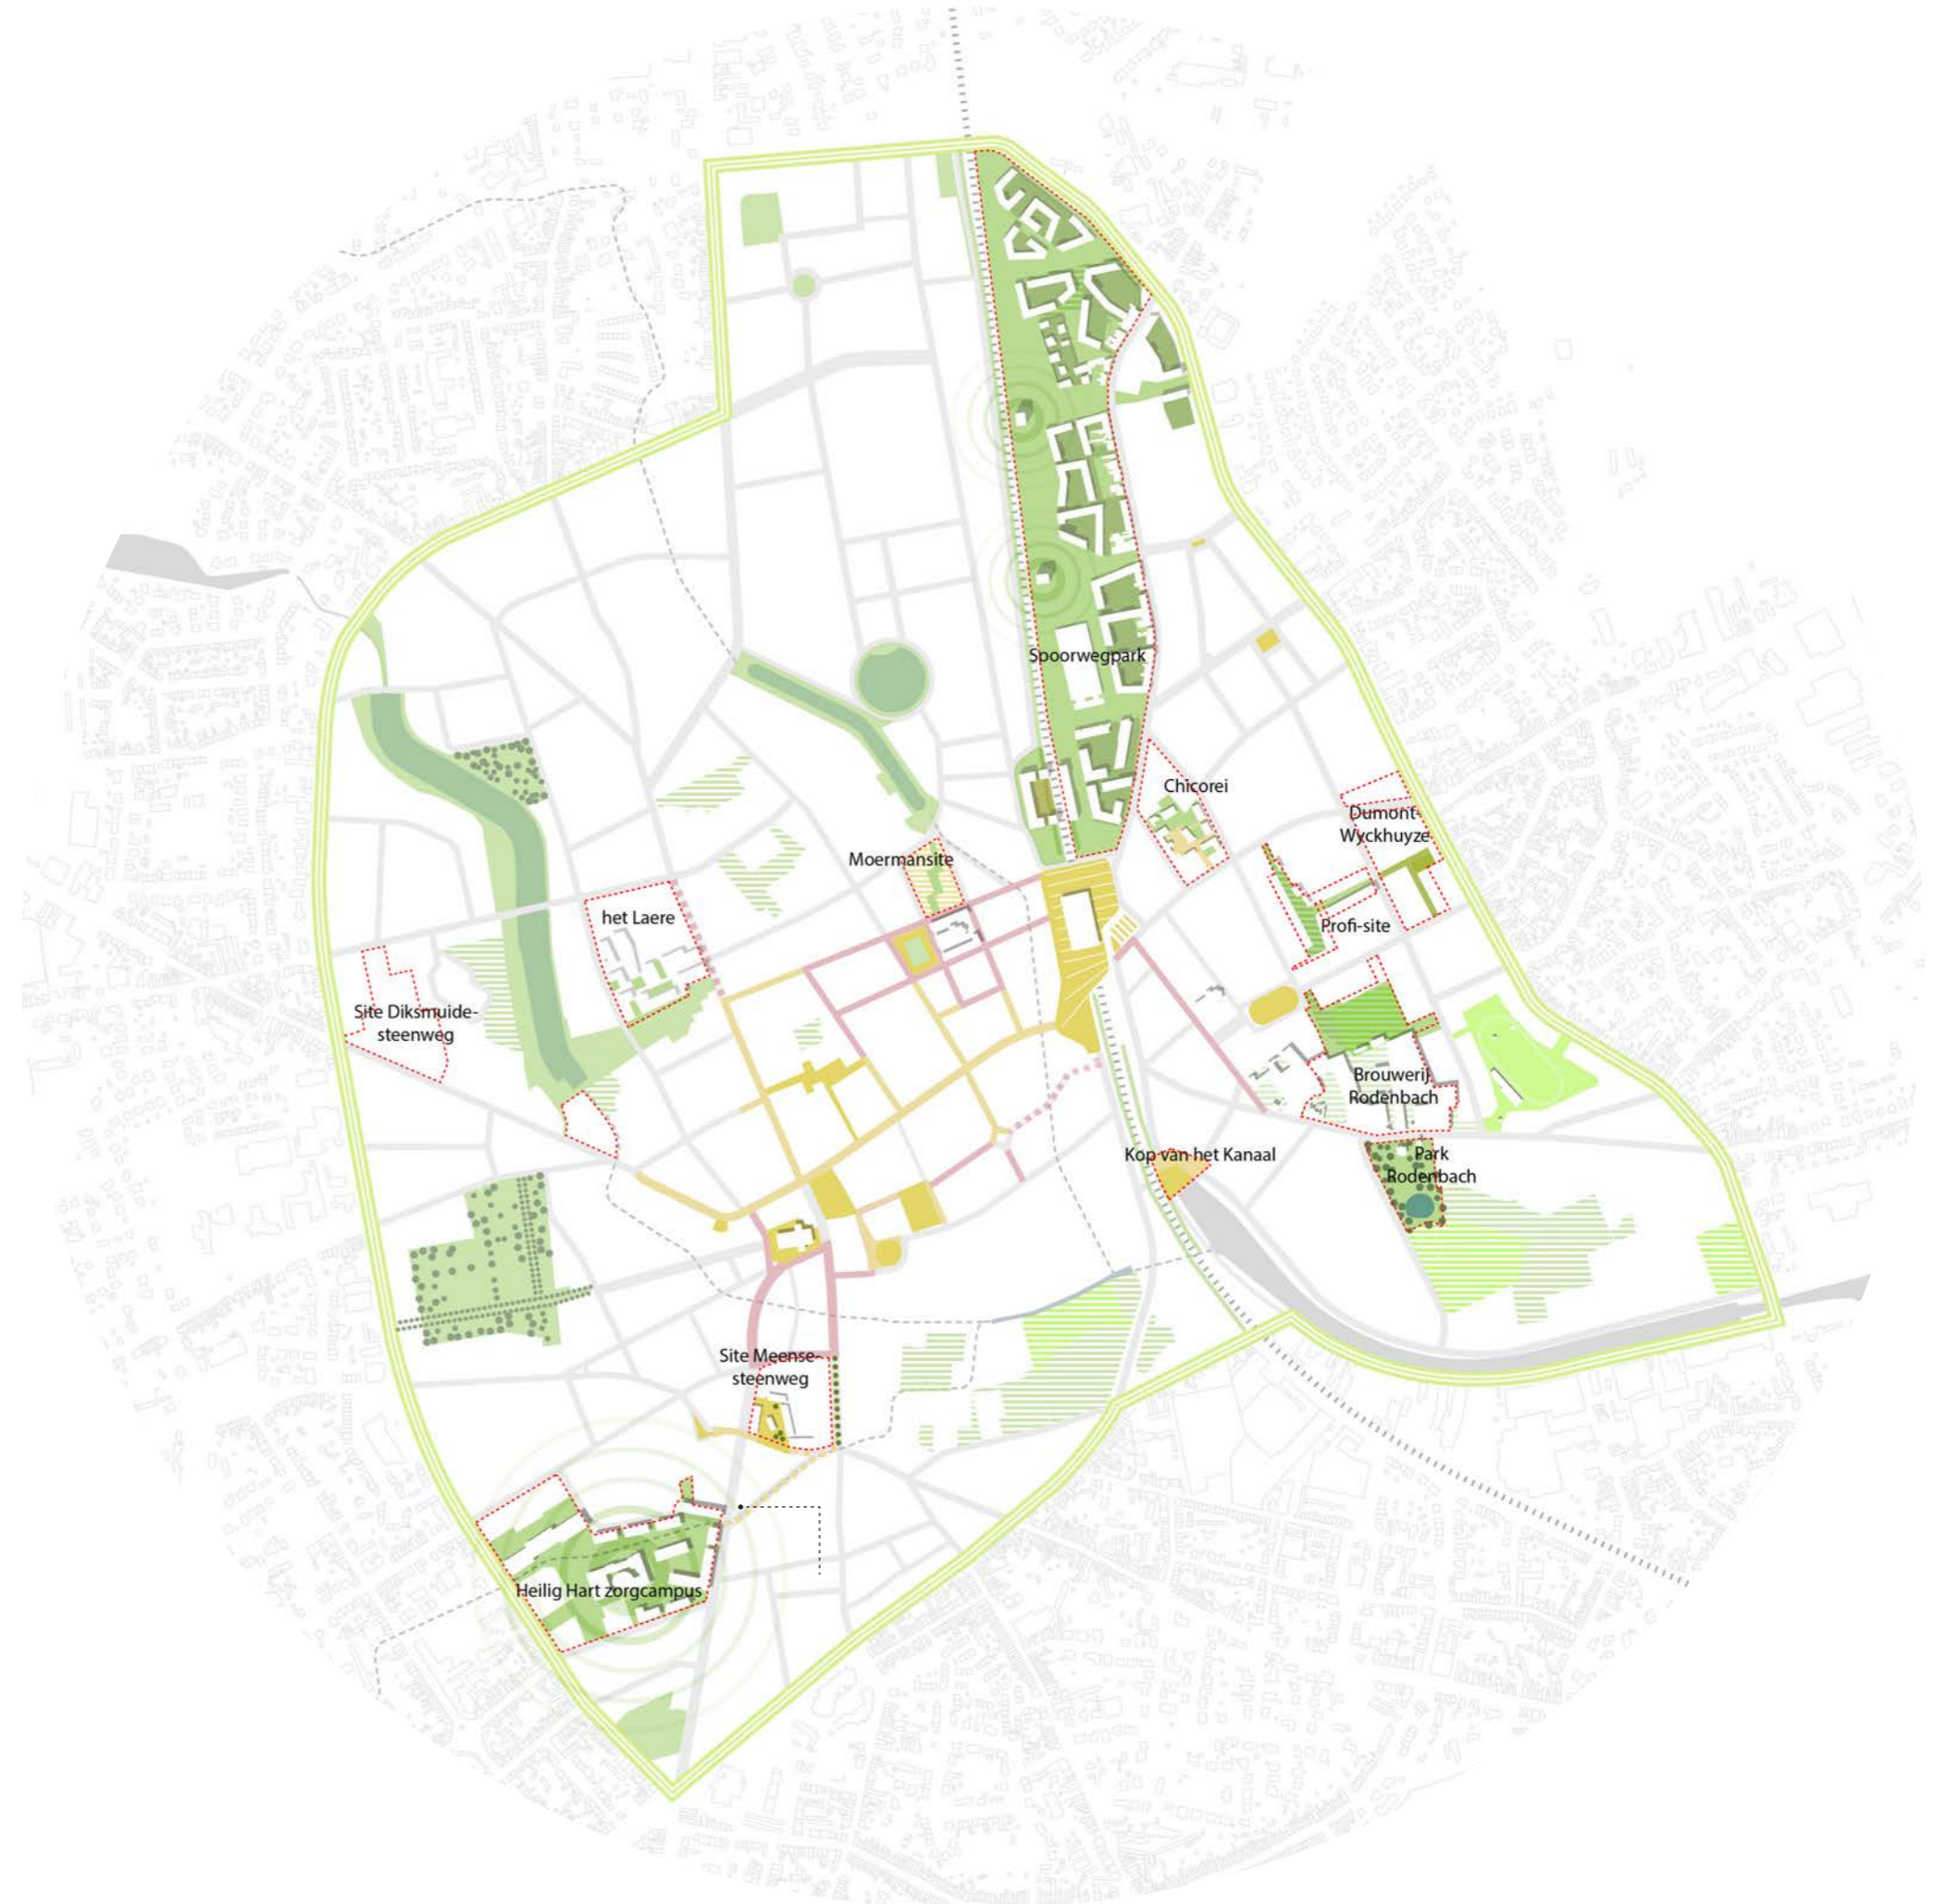 Spoorwegpark
Chicorei
Dumont-
Wyckhuyze
Moermansite
het Laere
Profi-site
Site Diksmuide-
steenweg
Brouwerij
Rodenbach
Kop van het Kanaal
Park
Rodenbach
Site Meense-
steenweg
Heilig Hart zorgcampus